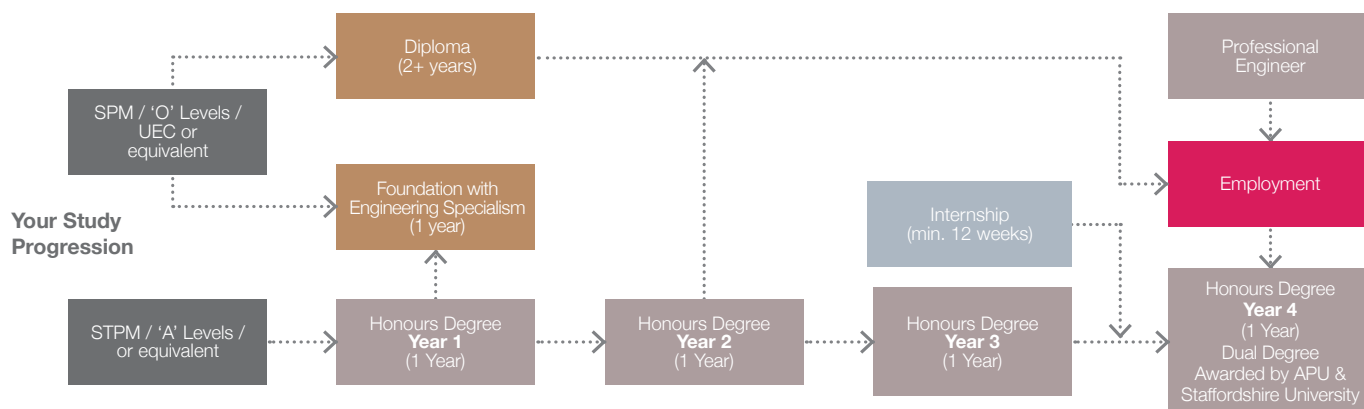 Your Study
Progression
SPM / ‘O’ Levels /
UEC or
equivalent
STPM / ‘A’ Levels /
or equivalent
Diploma
(2+ years)
Foundation with
Engineering Specialism
(1 year)
Honours Degree
Year 1
(1 Year)
Honours Degree
Year 2
(1 Year)
Internship
(min. 12 weeks)
Honours Degree
Year 3
(1 Year)
Professional
Engineer
Employment
Honours Degree
Year 4
(1 Year)
Dual Degree
Awarded by APU &
Staffordshire University